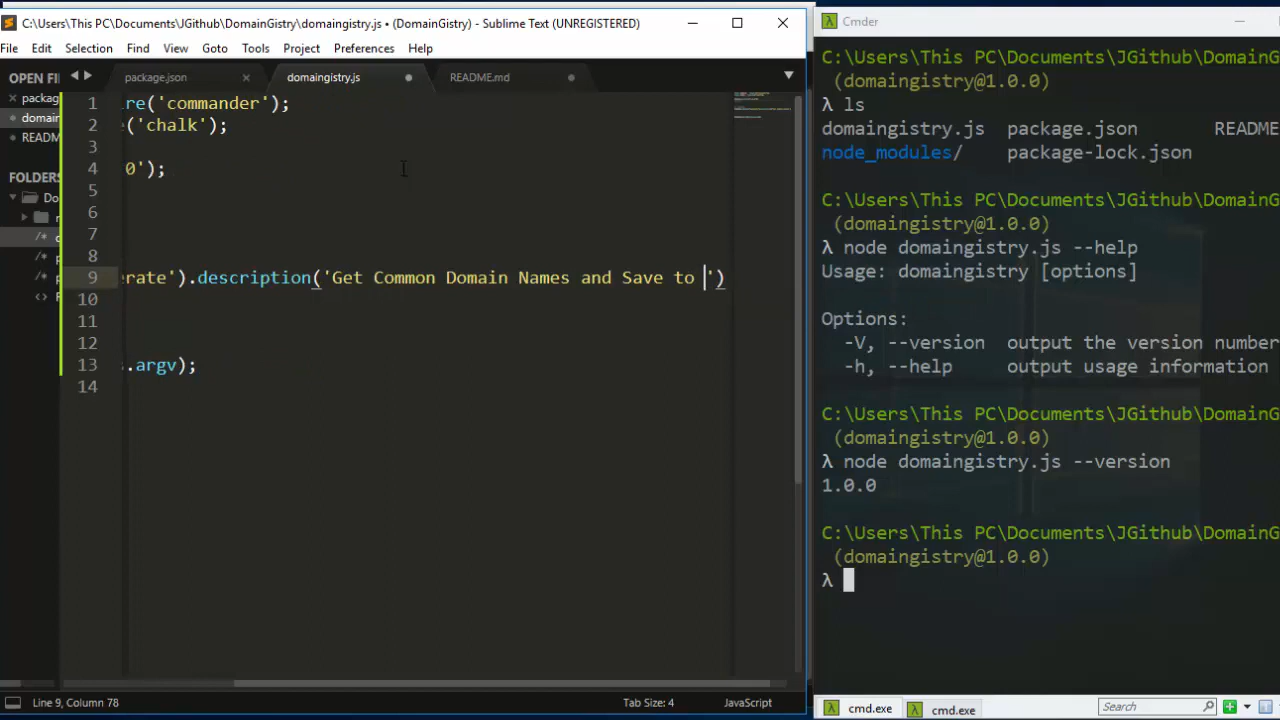 C:\Users\This PC\Documents\JGithub\DomainGistry\domaingistry.js • (DomainGistry) - Sublime Text (UNREGISTERED)
File Edit Selection Find View Goto Tools Project Preferences Help
OPEN FI
packag
domain
READM
FOLDERS
Do
package.json
domaingistry.js
README.md
1 ire('commander');
2 e('chalk');
3
4 0');
5
6
7
8
9 erate').description('Get Common Domain Names and Save to ')
10
11
12
13 s.argv);
14
Line 9, Column 78
Tab Size: 4
JavaScript
Cmder
C:\Users\This PC\Documents\JGithub\DomainG
(domaingistry@1.0.0)
λ ls
domaingistry.js package.json README
node_modules/ package-lock.json
C:\Users\This PC\Documents\JGithub\DomainG
(domaingistry@1.0.0)
λ node domaingistry.js --help
Usage: domaingistry [options]
Options:
-V, --version output the version number
-h, --help output usage information
C:\Users\This PC\Documents\JGithub\DomainG
(domaingistry@1.0.0)
λ node domaingistry.js --version
1.0.0
C:\Users\This PC\Documents\JGithub\DomainG
(domaingistry@1.0.0)
λ
cmd.exe
cmd.exe
Search